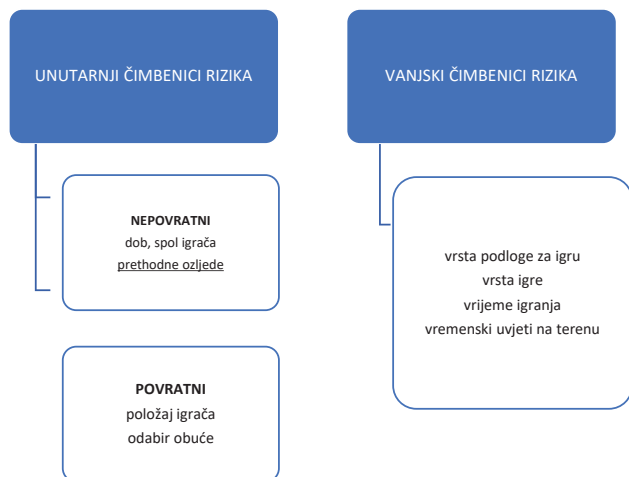 UNUTARNJI ČIMBENICI RIZIKA
NEPOVRATNI
dob, spol igrača
prethodne ozljede
POVRATNI
položaj igrača
odabir obuće
VANJSKI ČIMBENICI RIZIKA
vrsta podloge za igru
vrsta igre
vrijeme igranja
vremenski uvjeti na terenu